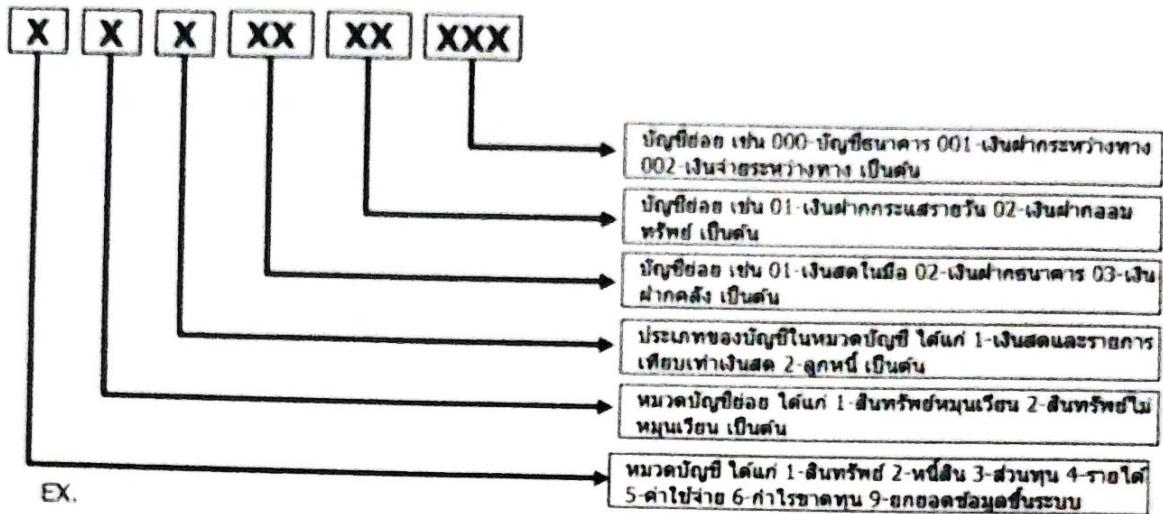 X X X XX XX XXX
บัญชีย่อย เช่น 000-บัญชีธนาคาร 001-เงินฝากระหว่างทาง
002-เงินจ่ายระหว่างทาง เป็นต้น
บัญชีย่อย เช่น 01-เงินฝากกระแสรายวัน 02-เงินฝากออม
ทรัพย์ เป็นต้น
บัญชีย่อย เช่น 01-เงินสดในมือ 02-เงินฝากธนาคาร 03-เงิน
ฝากคลัง เป็นต้น
ประเภทของบัญชีในหมวดบัญชี ได้แก่ 1-เงินสดและรายการ
เทียบเท่าเงินสด 2-ลูกหนี้ เป็นต้น
หมวดบัญชีย่อย ได้แก่ 1-สินทรัพย์หมุนเวียน 2-สินทรัพย์ไม่
หมุนเวียน เป็นต้น
หมวดบัญชี ได้แก่ 1-สินทรัพย์ 2-หนี้สิน 3-ส่วนทุน 4-รายได้
5-ค่าใช้จ่าย 6-กำไรขาดทุน 9-ยกยอดข้อมูลขึ้นระบบ
EX.